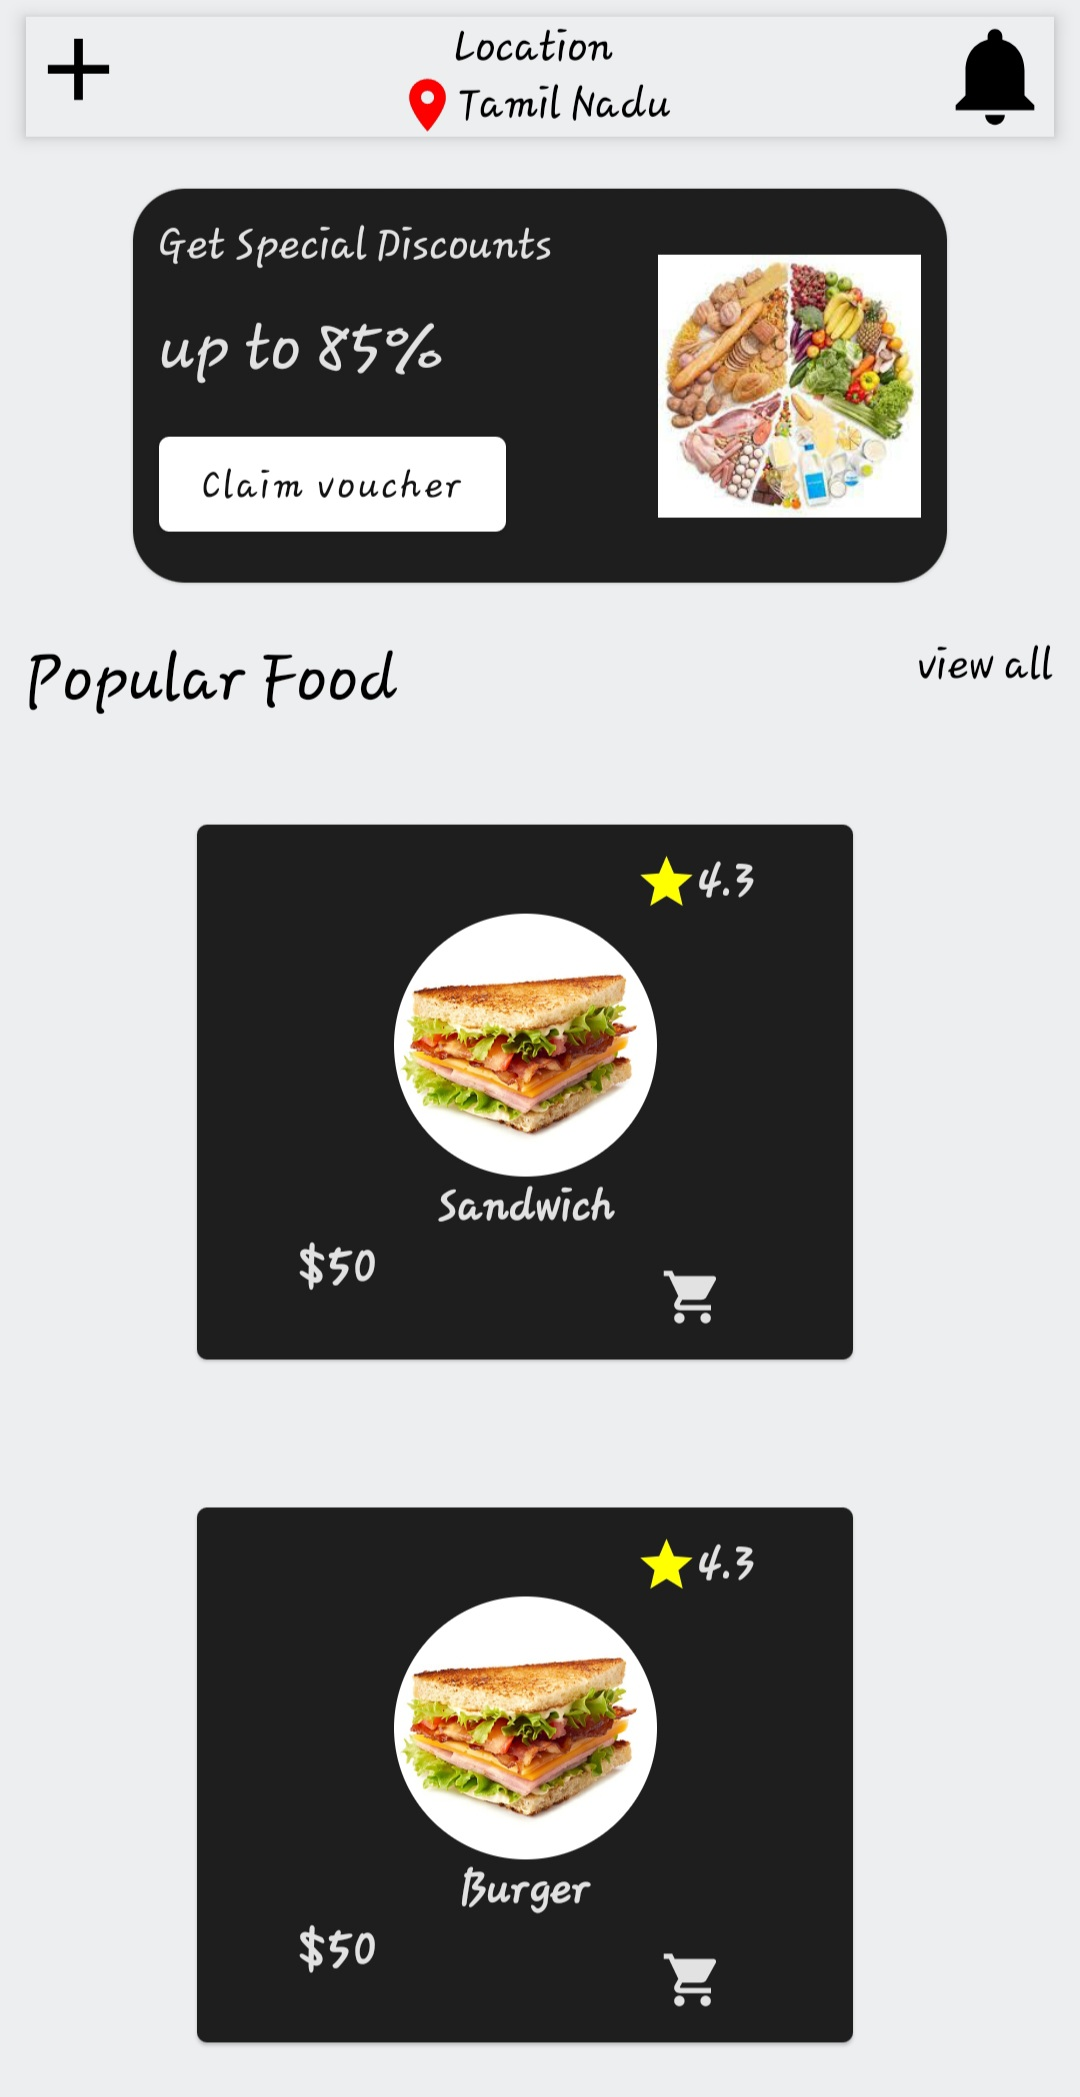 Location
Tamil Nadu
Get Special Discounts
up to 85%
Claim voucher
Popular Food
view all
4.3
Sandwich
$50
4.3
Burger
$50